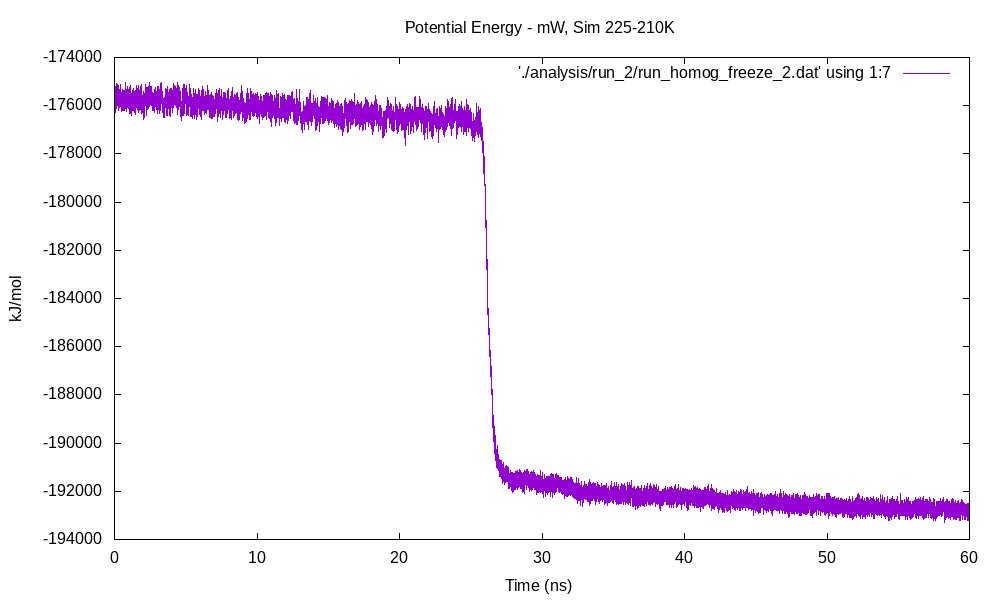 Potential Energy - mW, Sim 225-210K
'./analysis/run_2/run_homog_freeze_2.dat' using 1:7
-174000
-176000
-178000
-180000
-182000
-184000
-186000
-188000
-190000
-192000
-194000
kJ/mol
0 10 20 30 40 50 60
Time (ns)